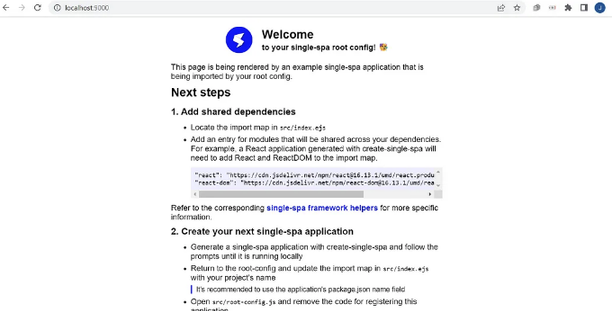 localhost:9000
J
Welcome
to your single-spa root config!
This page is being rendered by an example single-spa application that is
being imported by your root config.
Next steps
1. Add shared dependencies
Locate the import map in src/index.ejs
Add an entry for modules that will be shared across your dependencies.
For example, a React application generated with create-single-spa will
need to add React and ReactDOM to the import map.
"react": "https://cdn.jsdelivr.net/npm/react@16.13.1/umd/react.produ
"react-dom": "https://cdn.jsdelivr.net/npm/react-dom@16.13.1/umd/rea
Refer to the corresponding single-spa framework helpers for more specific
information.
2. Create your next single-spa application
Generate a single-spa application with create-single-spa and follow the
prompts until it is running locally
Return to the root-config and update the import map in src/index.ejs
with your project's name
It's recommended to use the application's package.json name field
Open src/root-config.js and remove the code for registering this
application